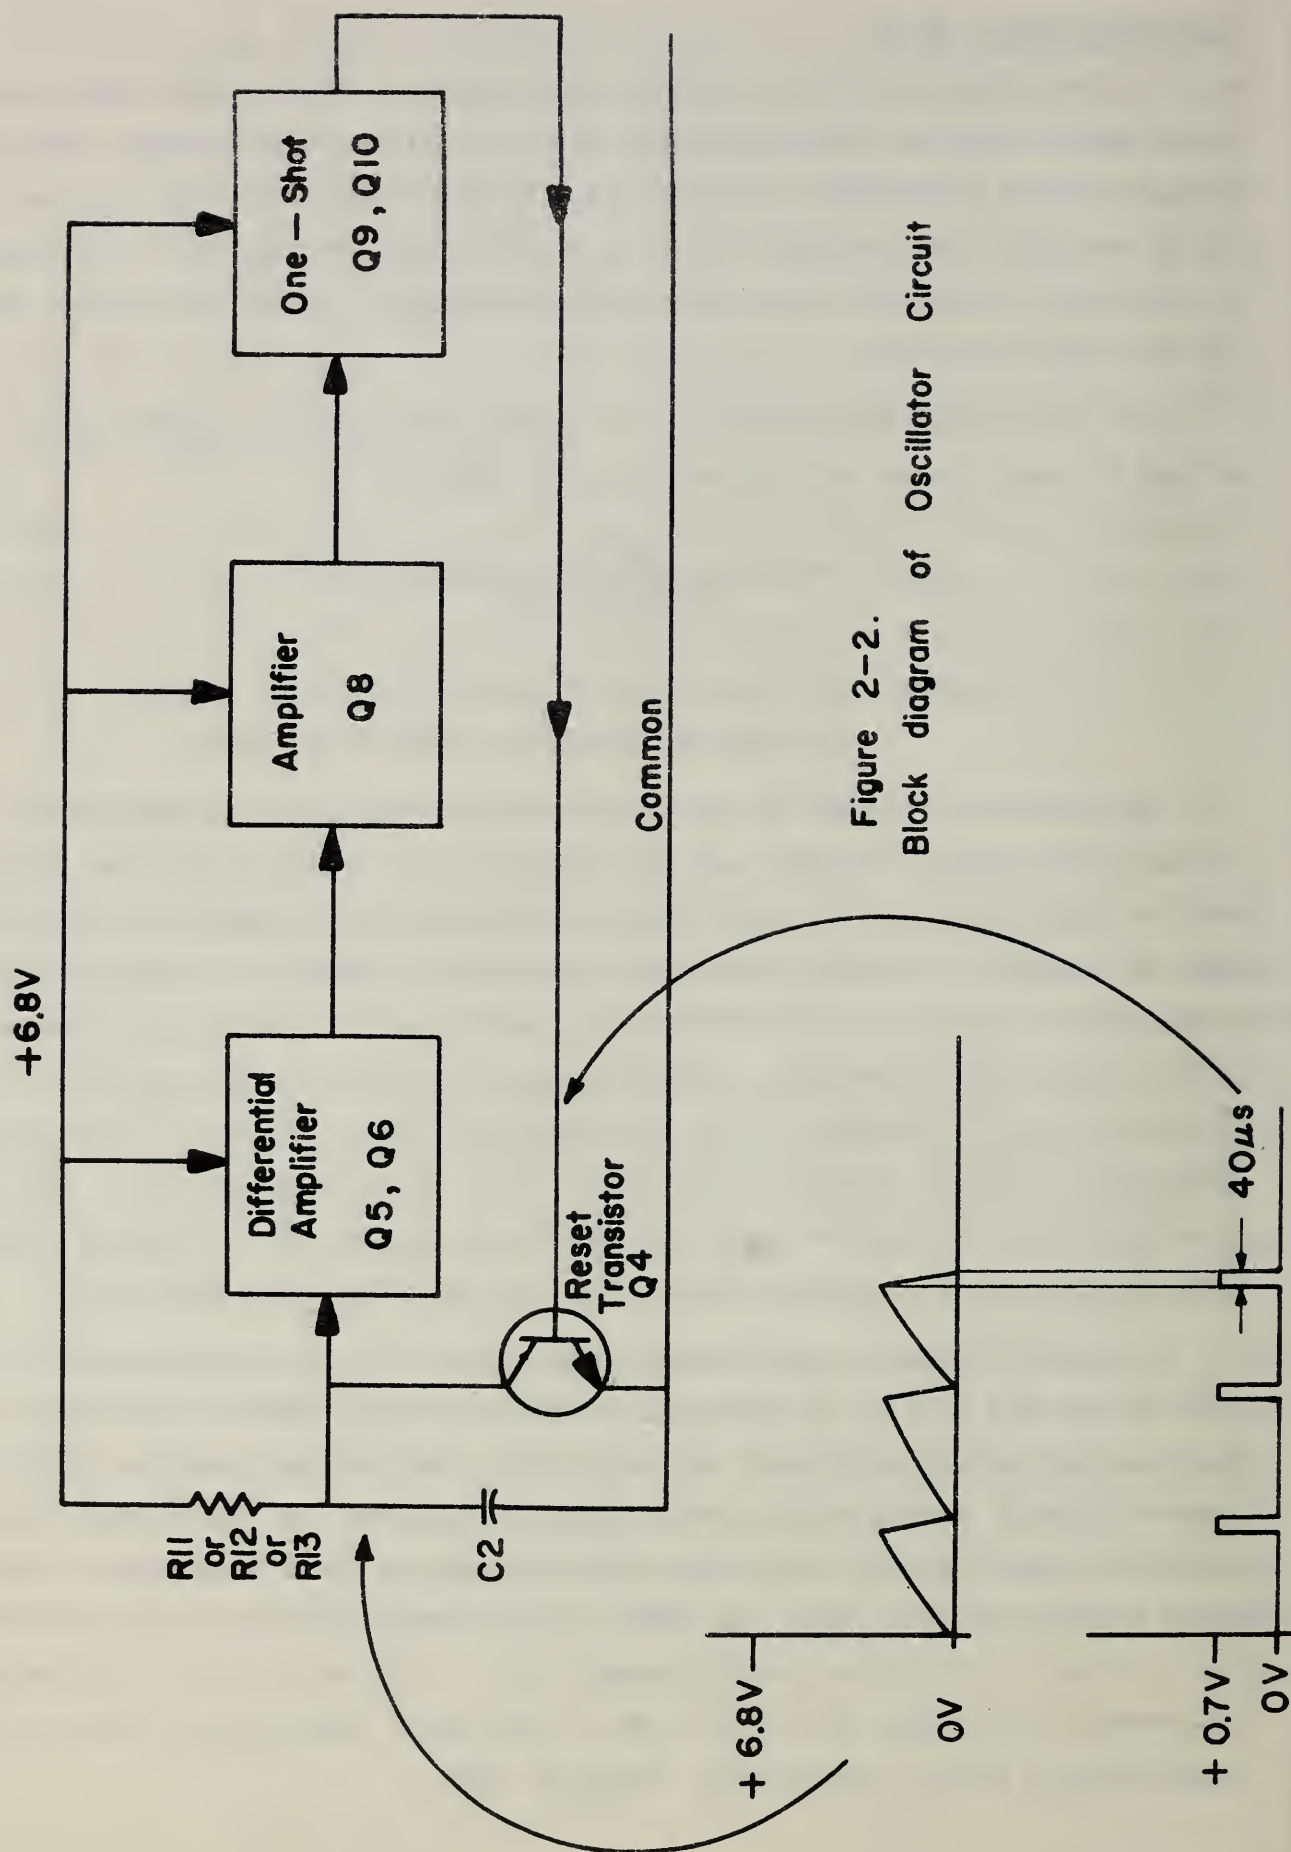 +6.8V
R11
or
R12
or
R13
C2
Differential
Amplifier
Q5, Q6
Amplifier
Q8
One-Shot
Q9, Q10
Reset
Transistor
Q4
Common
+ 6.8V
0V
+ 0.7V
0V
40μs
Figure 2-2.
Block diagram of Oscillator Circuit